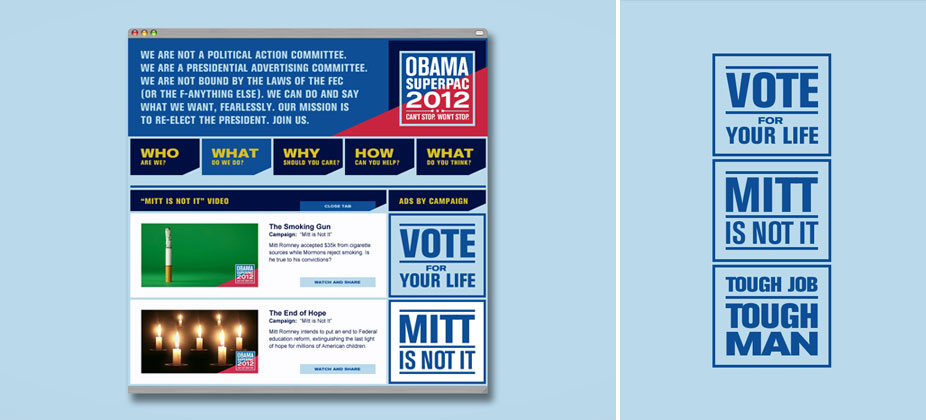 WE ARE NOT A POLITICAL ACTION COMMITTEE.
WE ARE A PRESIDENTIAL ADVERTISING COMMITTEE.
WE ARE NOT BOUND BY THE LAWS OF THE FEC
(OR THE F-ANYTHING ELSE). WE CAN DO AND SAY
WHAT WE WANT, FEARLESSLY. OUR MISSION IS
TO RE-ELECT THE PRESIDENT. JOIN US.
OBAMA
SUPERPAC
2012
CAN'T STOP. WON'T STOP.
WHO
ARE WE?
WHAT
DO WE DO?
WHY
SHOULD YOU CARE?
HOW
CAN YOU HELP?
WHAT
DO YOU THINK?
"MITT IS NOT IT" VIDEO
CLOSE TAB
ADS BY CAMPAIGN
The Smoking Gun
Campaign: "Mitt is Not It"
Mitt Romney accepted $35k from cigarette
sources while Mormons reject smoking. Is
he true to his convictions?
WATCH AND SHARE
OBAMA
SUPERPAC
2012
The End of Hope
Campaign: "Mitt is Not It"
Mitt Romney intends to put an end to Federal
education reform, extinguishing the last light
of hope for millions of American children.
WATCH AND SHARE
OBAMA
SUPERPAC
2012
VOTE
FOR
YOUR LIFE
MITT
IS NOT IT
VOTE
FOR
YOUR LIFE
MITT
IS NOT IT
TOUGH JOB
TOUGH
MAN